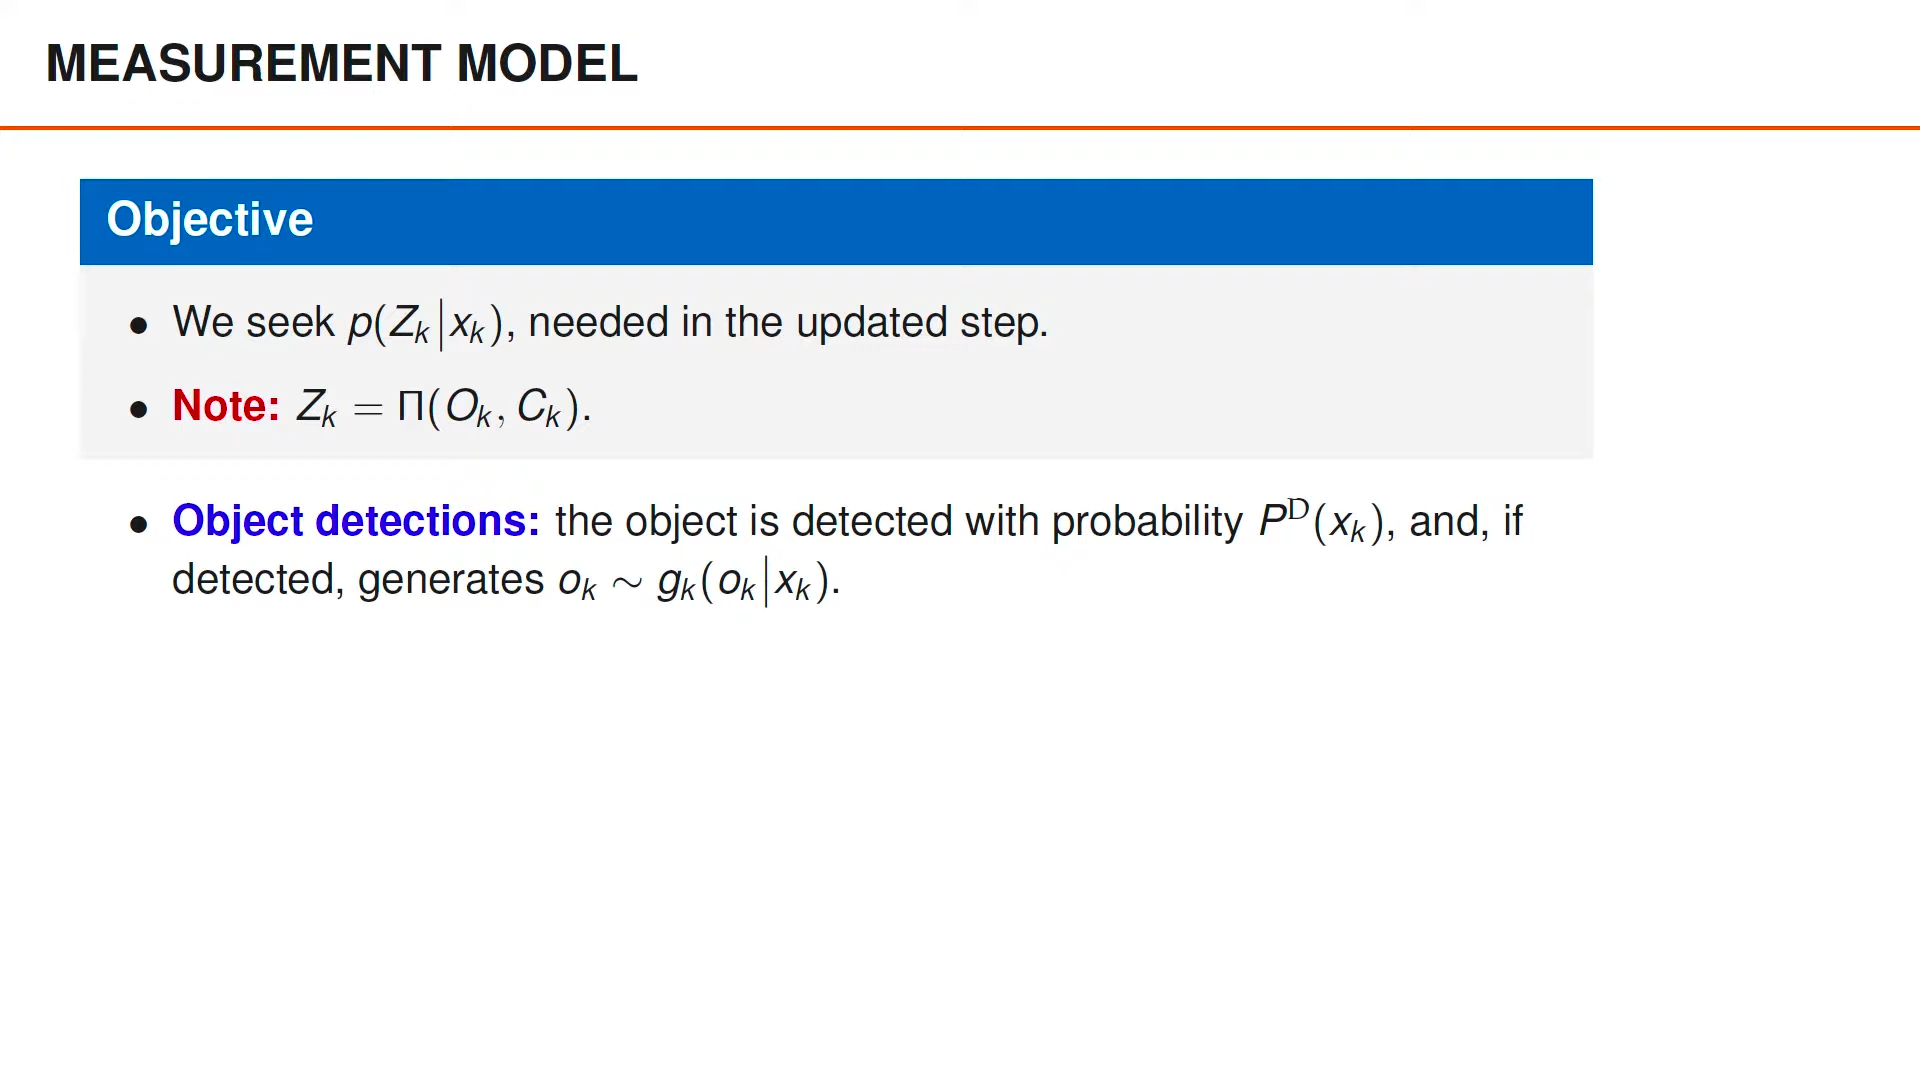 MEASUREMENT MODEL
Objective
• We seek p(Z_k|x_k), needed in the updated step.
• Note: Z_k = Π(O_k, C_k).
• Object detections: the object is detected with probability P^D(x_k), and, if
detected, generates o_k ∼ g_k(o_k|x_k).